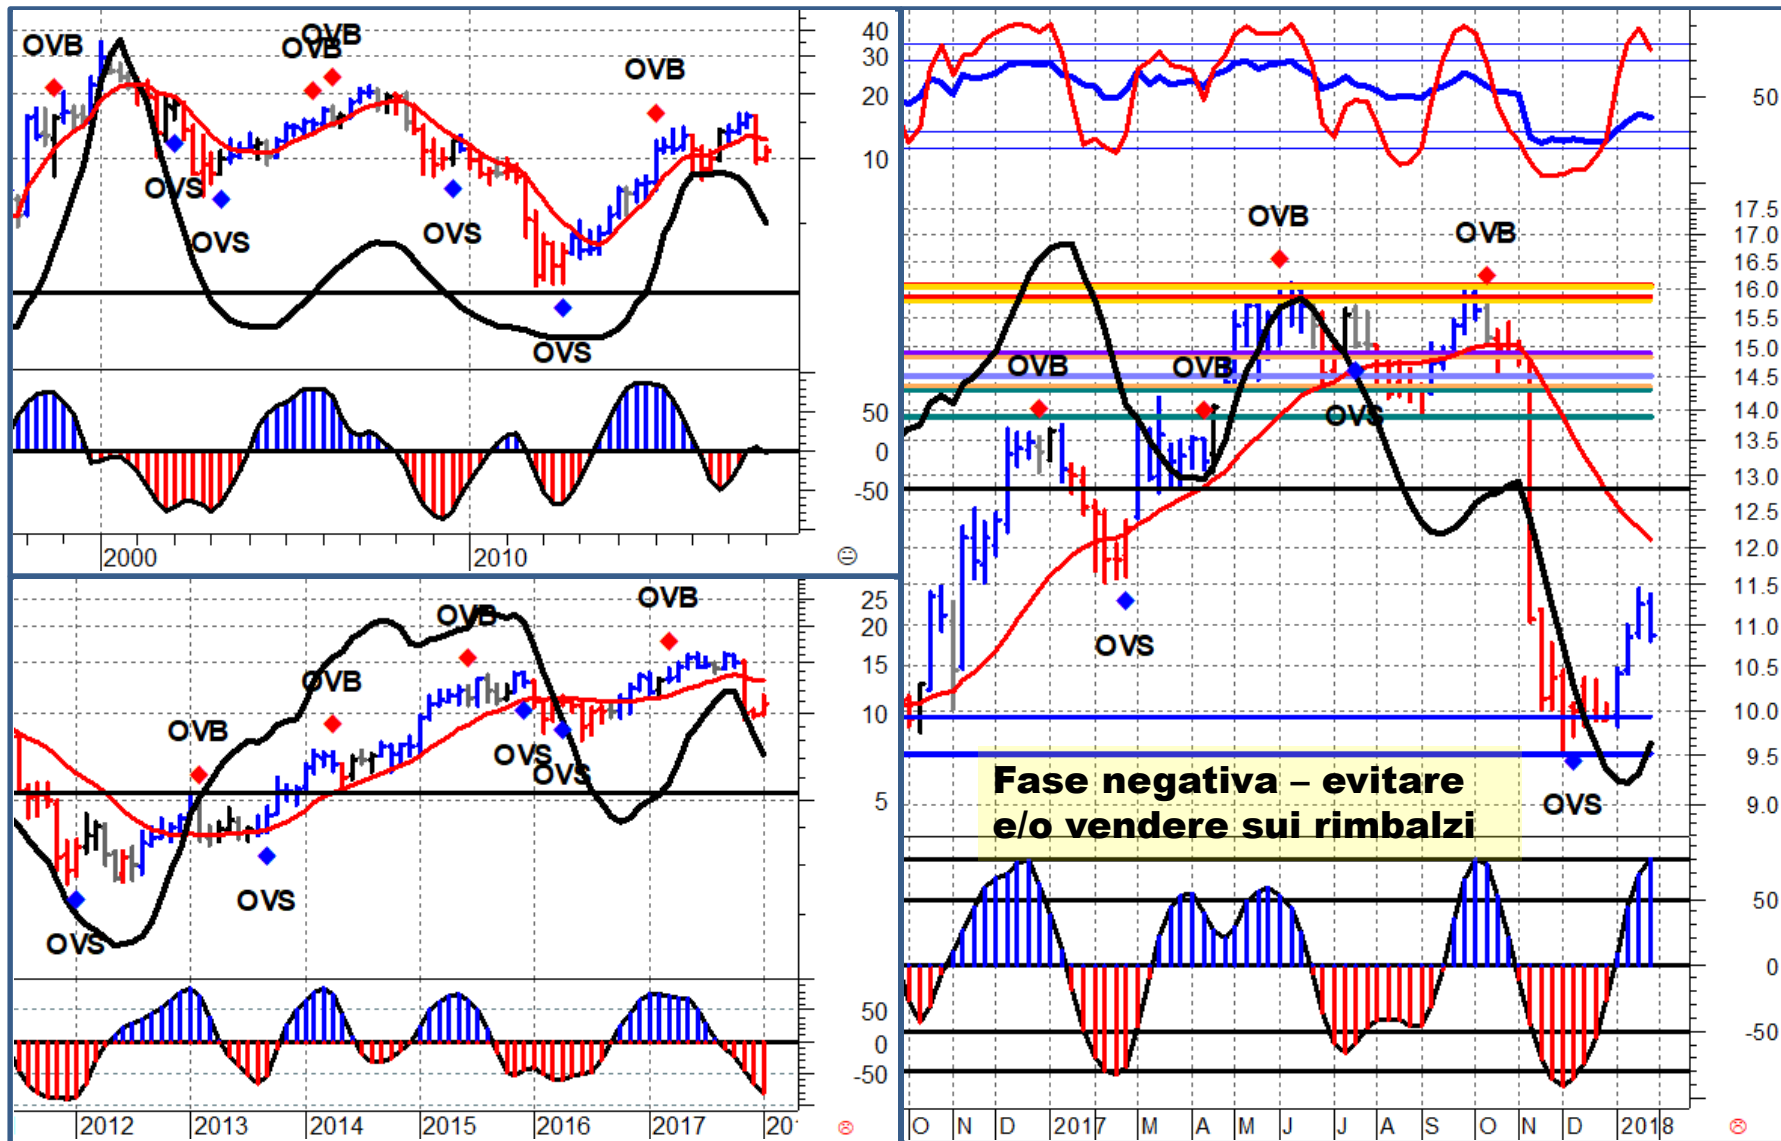 OVB
OVB
OVB
OVB
OVS
OVS
OVS
OVS
50
0
-50
2000
2010
OVB
OVB
OVB
OVB
OVS
OVS
OVS
OVS
25
20
15
10
5
50
0
-50
2012
2013
2014
2015
2016
2017
20
40
30
20
10
50
OVB
OVB
OVB
OVB
OVS
OVS
OVS
17.5
17.0
16.5
16.0
15.5
15.0
14.5
14.0
13.5
13.0
12.5
12.0
11.5
11.0
10.5
10.0
9.5
9.0
Fase negativa – evitare
e/o vendere sui rimbalzi
50
0
-50
O N D 2017 M A M J J A S O N D 2018